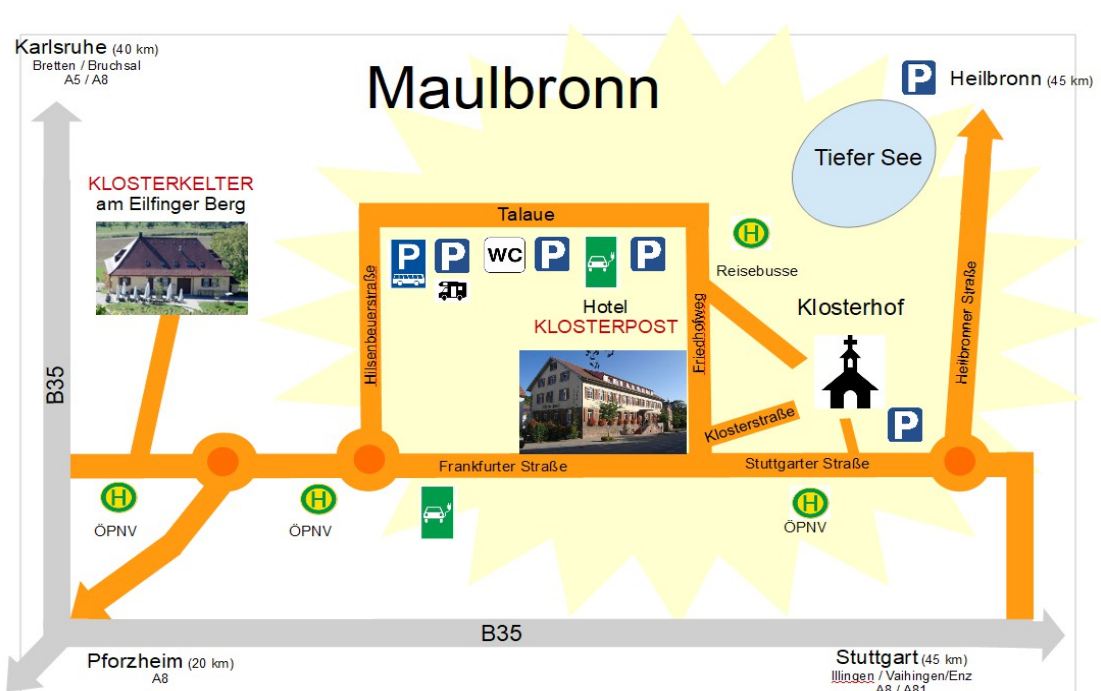 Karlsruhe (40 km)
Bretten / Bruchsal
A5 / A8
Maulbronn
P
Heilbronn (45 km)
Tiefer See
KLOSTERKELTER
am Eilfinger Berg
Talaue
P
P
WC
P
P
H
Reisebusse
Hotel
KLOSTERPOST
Klosterhof
Hilsenbeuerstraße
Friedhofweg
Heilbronner Straße
B35
Klosterstraße
P
Frankfurter Straße
Stuttgarter Straße
H
ÖPNV
H
ÖPNV
H
ÖPNV
B35
Pforzheim (20 km)
A8
Stuttgart (45 km)
Illingen / Vaihingen/Enz
A8 / A81